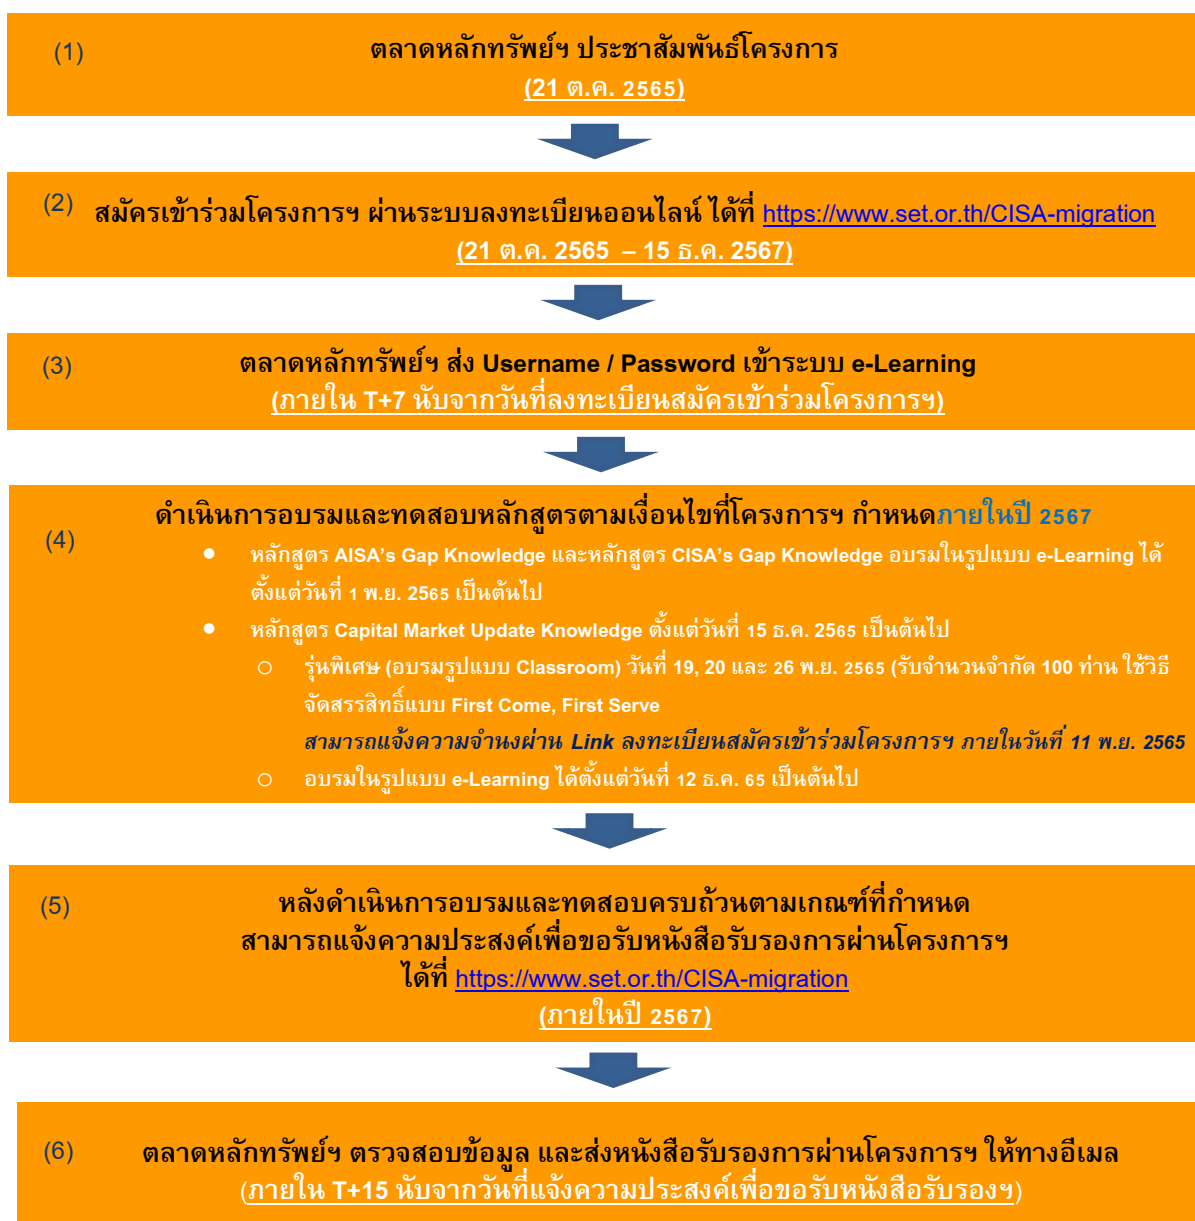 (1)
ตลาดหลักทรัพย์ฯ ประชาสัมพันธ์โครงการ
(21 ต.ค. 2565)
(2)
สมัครเข้าร่วมโครงการฯ ผ่านระบบลงทะเบียนออนไลน์ ได้ที่ https://www.set.or.th/CISA-migration
(21 ต.ค. 2565 – 15 ธ.ค. 2567)
(3)
ตลาดหลักทรัพย์ฯ ส่ง Username / Password เข้าระบบ e-Learning
(ภายใน T+7 นับจากวันที่ลงทะเบียนสมัครเข้าร่วมโครงการฯ)
(4)
ดำเนินการอบรมและทดสอบหลักสูตรตามเงื่อนไขที่โครงการฯ กำหนดภายในปี 2567
● หลักสูตร AISA's Gap Knowledge และหลักสูตร CISA's Gap Knowledge อบรมในรูปแบบ e-Learning ได้
ตั้งแต่วันที่ 1 พ.ย. 2565 เป็นต้นไป
● หลักสูตร Capital Market Update Knowledge ตั้งแต่วันที่ 15 ธ.ค. 2565 เป็นต้นไป
○ รุ่นพิเศษ (อบรมรูปแบบ Classroom) วันที่ 19, 20 และ 26 พ.ย. 2565 (รับจำนวนจำกัด 100 ท่าน ใช้วิธี
จัดสรรสิทธิ์แบบ First Come, First Serve
สามารถแจ้งความจำนงผ่าน Link ลงทะเบียนสมัครเข้าร่วมโครงการฯ ภายในวันที่ 11 พ.ย. 2565
○ อบรมในรูปแบบ e-Learning ได้ตั้งแต่วันที่ 12 ธ.ค. 65 เป็นต้นไป
(5)
หลังดำเนินการอบรมและทดสอบครบถ้วนตามเกณฑ์ที่กำหนด
สามารถแจ้งความประสงค์เพื่อขอรับหนังสือรับรองการผ่านโครงการฯ
ได้ที่ https://www.set.or.th/CISA-migration
(ภายในปี 2567)
(6)
ตลาดหลักทรัพย์ฯ ตรวจสอบข้อมูล และส่งหนังสือรับรองการผ่านโครงการฯ ให้ทางอีเมล
(ภายใน T+15 นับจากวันที่แจ้งความประสงค์เพื่อขอรับหนังสือรับรองฯ)